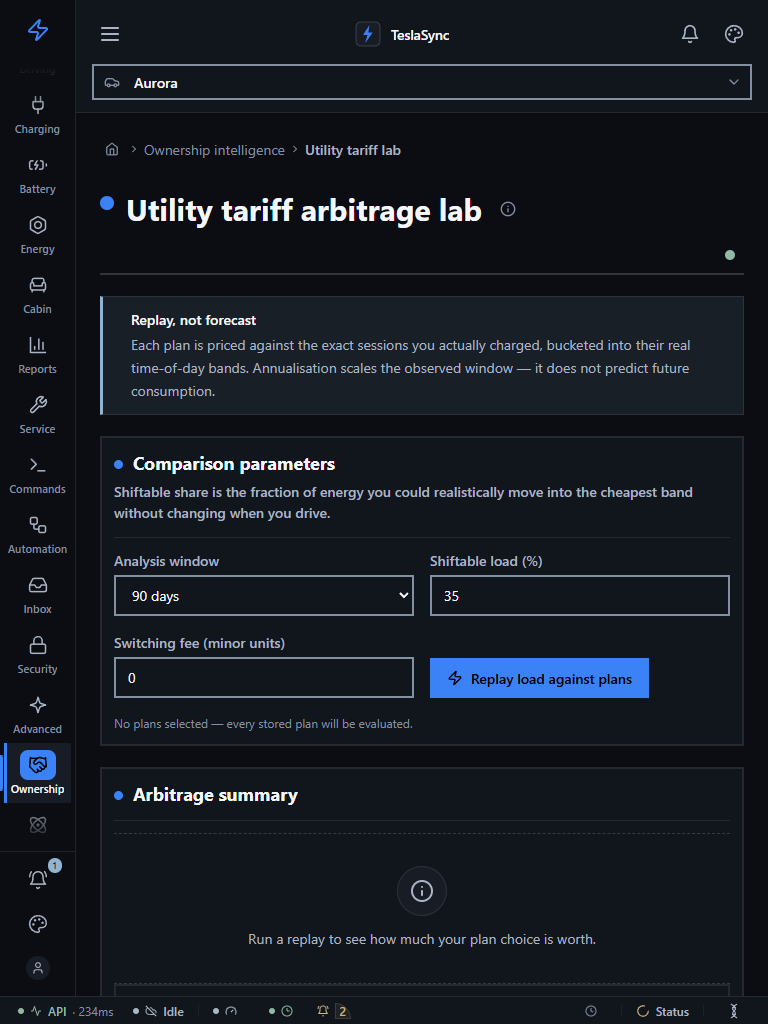 TeslaSync
Aurora
Driving
Charging
Battery
Energy
Cabin
Reports
Service
Commands
Automation
Inbox
Security
Advanced
Ownership
1
Ownership intelligence
Utility tariff lab
Utility tariff arbitrage lab
Replay, not forecast
Each plan is priced against the exact sessions you actually charged, bucketed into their real
time-of-day bands. Annualisation scales the observed window — it does not predict future
consumption.
Comparison parameters
Shiftable share is the fraction of energy you could realistically move into the cheapest band
without changing when you drive.
Analysis window
90 days
Shiftable load (%)
35
Switching fee (minor units)
0
Replay load against plans
No plans selected — every stored plan will be evaluated.
Arbitrage summary
Run a replay to see how much your plan choice is worth.
API · 234ms
Idle
2
Status